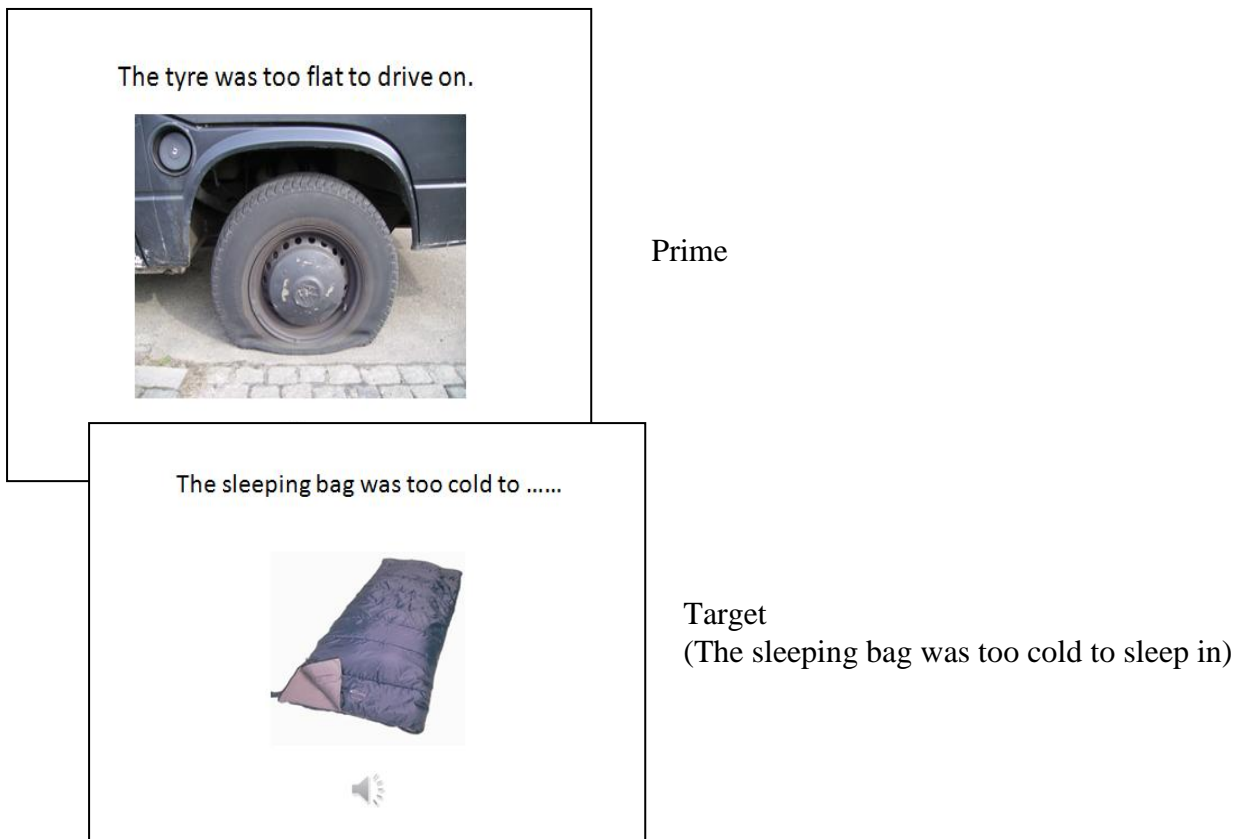 The tyre was too flat to drive on.
Prime
The sleeping bag was too cold to ......
Target
(The sleeping bag was too cold to sleep in)